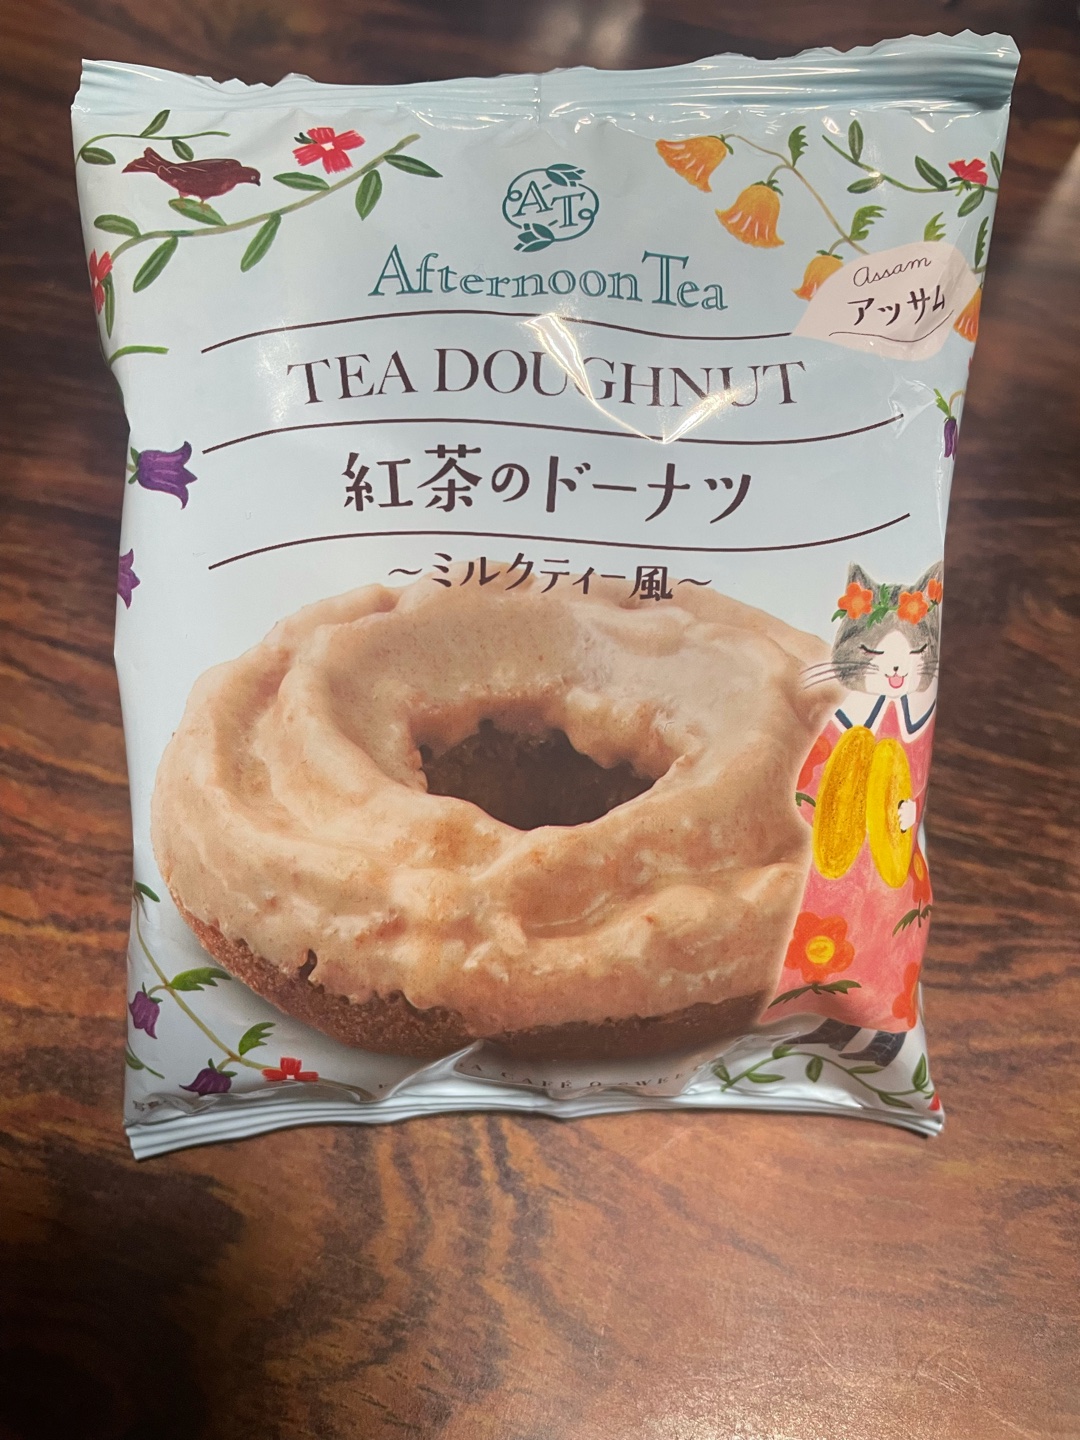 AT
Afternoon Tea
Assam
アッサム
TEA DOUGHNUT
紅茶のドーナツ
〜ミルクティー風〜